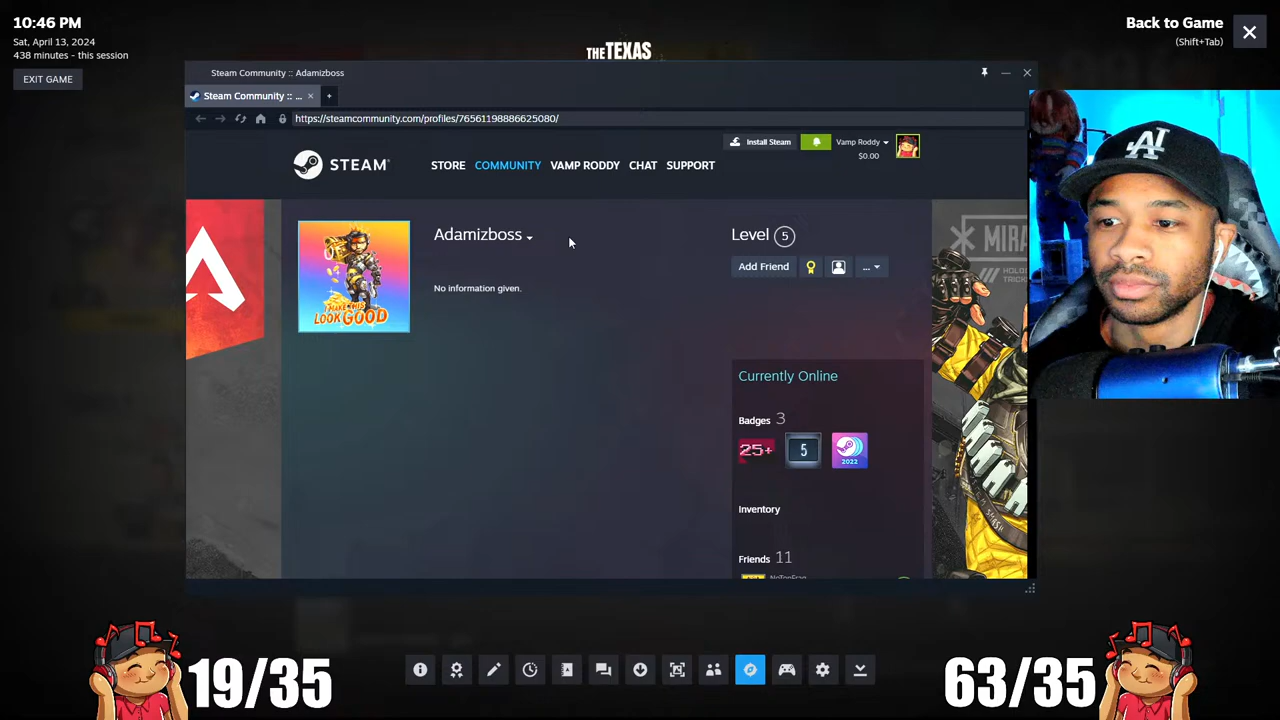 10:46 PM
Sat, April 13, 2024
438 minutes - this session
EXIT GAME
THE TEXAS
Back to Game
(Shift+Tab)
Steam Community :: Adamizboss
Steam Community :: ...
https://steamcommunity.com/profiles/76561198886625080/
Install Steam
Vamp Roddy
$0.00
STEAM
STORE
COMMUNITY
VAMP RODDY
CHAT
SUPPORT
Adamizboss
No information given.
MAKE THIS
LOOK GOOD
Level 5
Add Friend
...
Currently Online
Badges 3
25+
5
2022
Inventory
Friends 11
MIRA
19/35
63/35